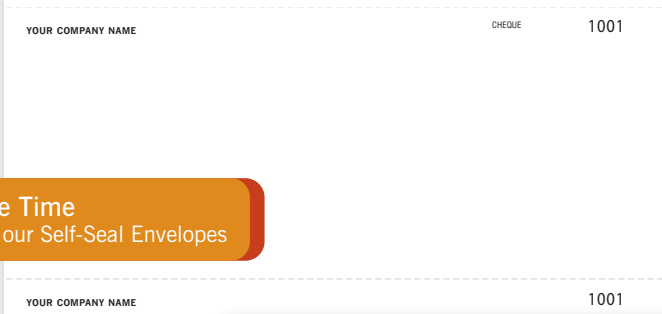 YOUR COMPANY NAME CHEQUE 1001
e Time
our Self-Seal Envelopes
YOUR COMPANY NAME 1001